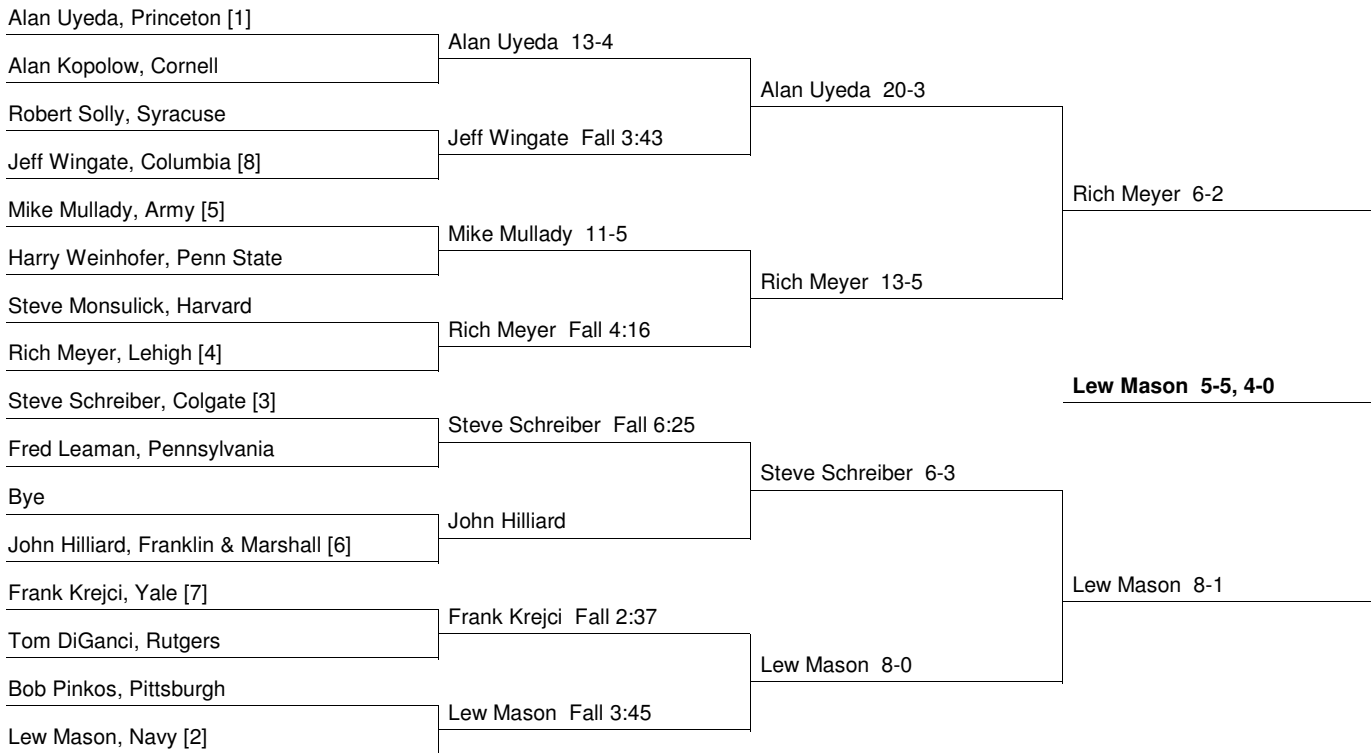 Alan Uyeda, Princeton [1]
Alan Kopolow, Cornell
Robert Solly, Syracuse
Jeff Wingate, Columbia [8]
Mike Mullady, Army [5]
Harry Weinhofer, Penn State
Steve Monsulick, Harvard
Rich Meyer, Lehigh [4]
Steve Schreiber, Colgate [3]
Fred Leaman, Pennsylvania
Bye
John Hilliard, Franklin & Marshall [6]
Frank Krejci, Yale [7]
Tom DiGanci, Rutgers
Bob Pinkos, Pittsburgh
Lew Mason, Navy [2]
Alan Uyeda 13-4
Jeff Wingate Fall 3:43
Mike Mullady 11-5
Rich Meyer Fall 4:16
Steve Schreiber Fall 6:25
John Hilliard
Frank Krejci Fall 2:37
Lew Mason Fall 3:45
Alan Uyeda 20-3
Rich Meyer 13-5
Steve Schreiber 6-3
Lew Mason 8-0
Rich Meyer 6-2
Lew Mason 8-1
Lew Mason 5-5, 4-0